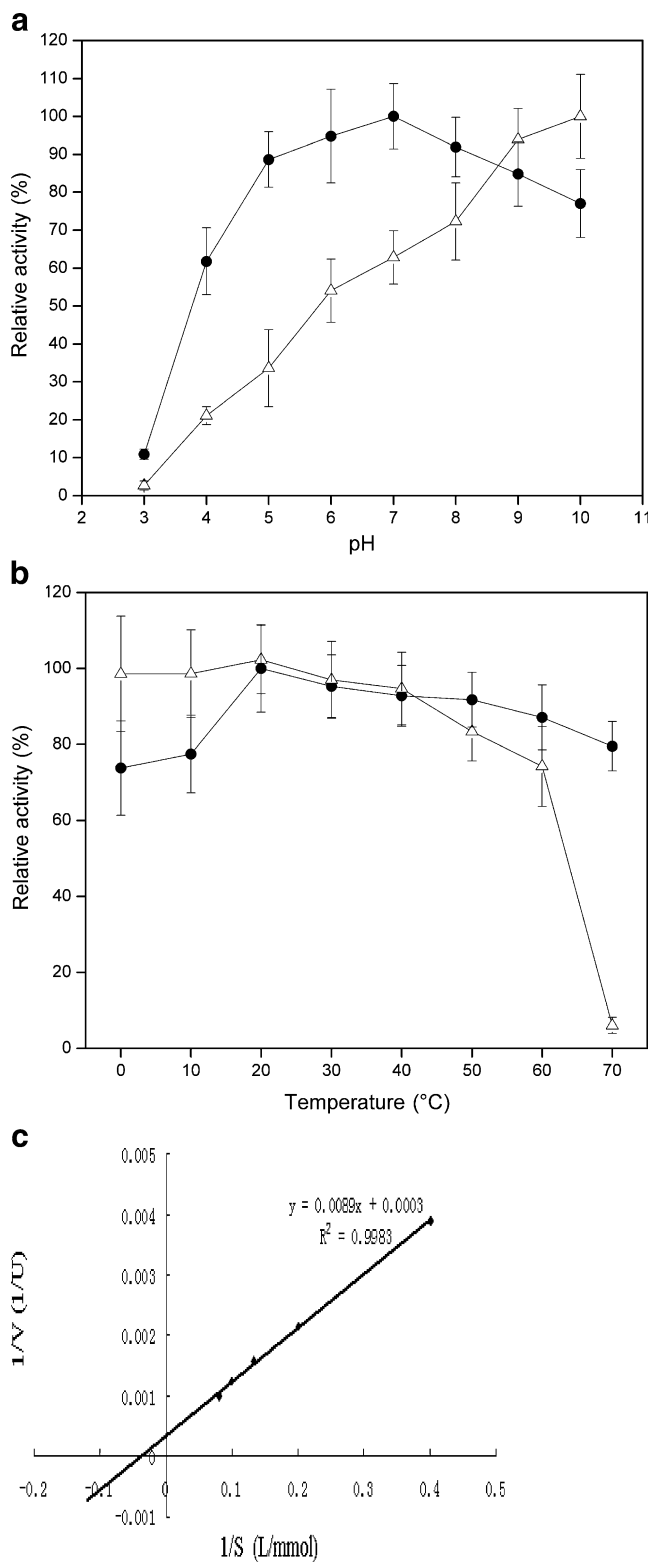 a
120
110
100
90
80
70
60
50
40
30
20
10
0
Relative activity (%)
2 3 4 5 6 7 8 9 10 11
pH
b
120
100
80
60
40
20
0
Relative activity (%)
0 10 20 30 40 50 60 70
Temperature (°C)
c
0.005
0.004
0.003
0.002
0.001
0
-0.001
y = 0.0089x + 0.0003
R² = 0.9983
1/V (1/U)
-0.2 -0.1 0 0.1 0.2 0.3 0.4 0.5
1/S (L/mmol)